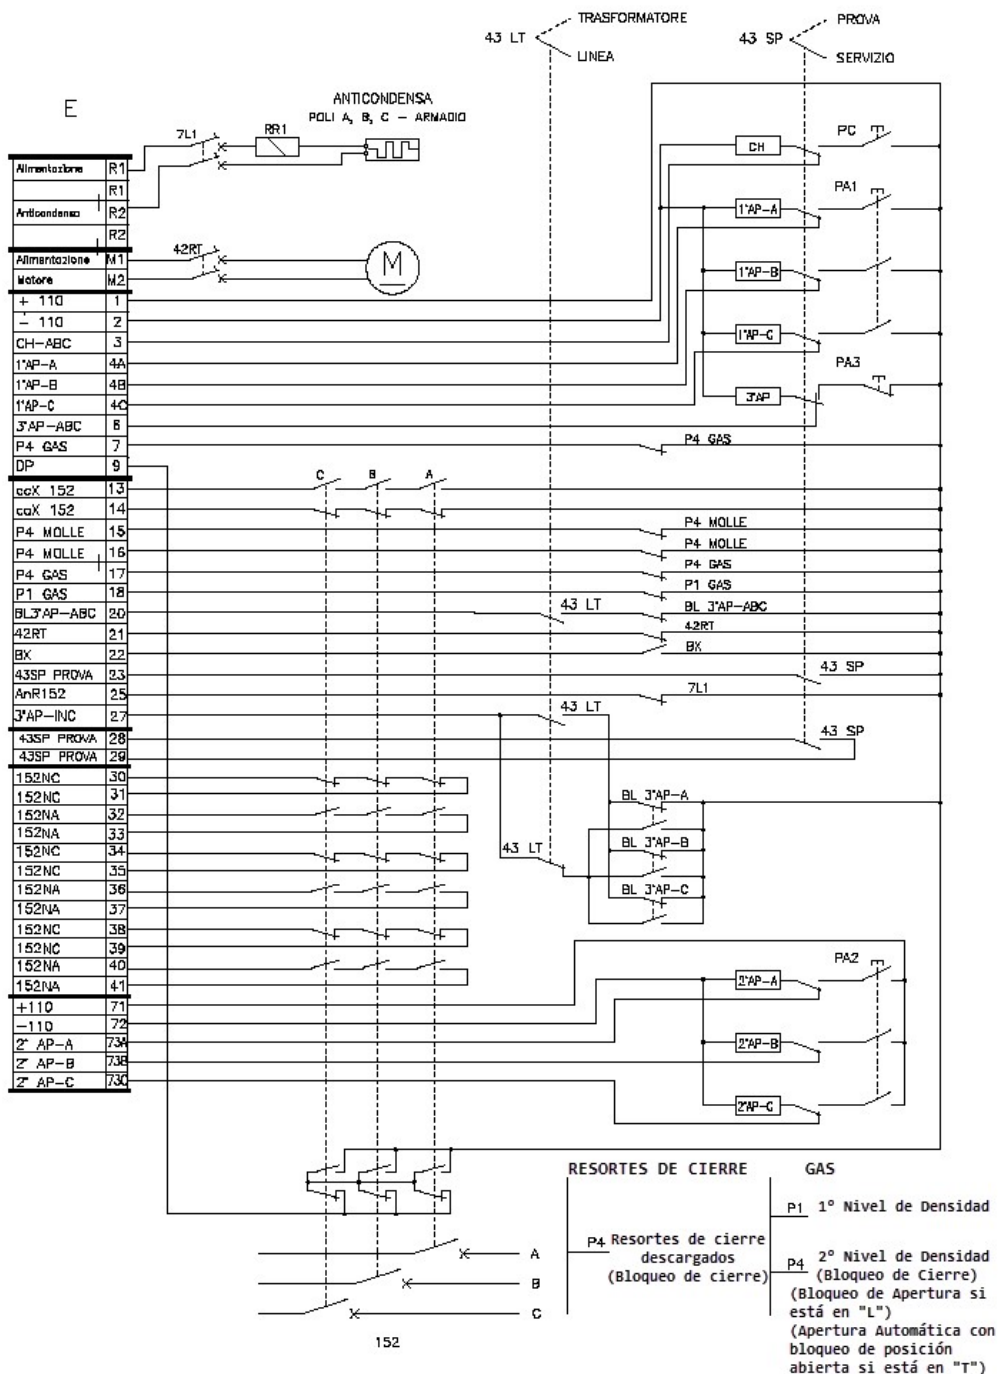 TRASFORMATORE
43 LT
LINEA
PROVA
43 SP
SERVIZIO
E
ANTICONDENSA
POLI A, B, C – ARMADIO
7L1
RR1
PC
CH
Alimentazione R1
R1
Anticondensa R2
R2
PA1
1°AP-A
Alimentazione M1
42RT
M
Motore M2
1°AP-B
+ 110 1
- 110 2
CH-ABC 3
1°AP-C
1°AP-A 4A
PA3
1°AP-B 4B
1°AP-C 4C
3°AP
3°AP-ABC 6
P4 GAS 7
P4 GAS
DP 9
C B A
ccX 152 13
caX 152 14
P4 MOLLE 15
P4 MOLLE
P4 MOLLE 16
P4 MOLLE
P4 GAS 17
P4 GAS
P1 GAS 18
P1 GAS
BL3°AP-ABC 20
43 LT
BL 3°AP-ABC
42RT 21
42RT
BX 22
BX
43SP PROVA 23
43 SP
AnR152 25
7L1
3°AP-INC 27
43 LT
43SP PROVA 28
43 SP
43SP PROVA 29
152NC 30
152NC 31
152NA 32
BL 3°AP-A
152NA 33
152NC 34
43 LT
BL 3°AP-B
152NC 35
152NA 36
BL 3°AP-C
152NA 37
152NC 38
152NC 39
152NA 40
152NA 41
PA2
+110 71
2°AP-A
-110 72
2° AP-A 73A
2°AP-B
2° AP-B 73B
2° AP-C 73C
2°AP-C
RESORTES DE CIERRE
GAS
P1 1º Nivel de Densidad
P4 Resortes de cierre
descargados
(Bloqueo de cierre)
P4 2º Nivel de Densidad
(Bloqueo de Cierre)
(Bloqueo de Apertura si
está en "L")
(Apertura Automática con
bloqueo de posición
abierta si está en "T")
A
B
C
152